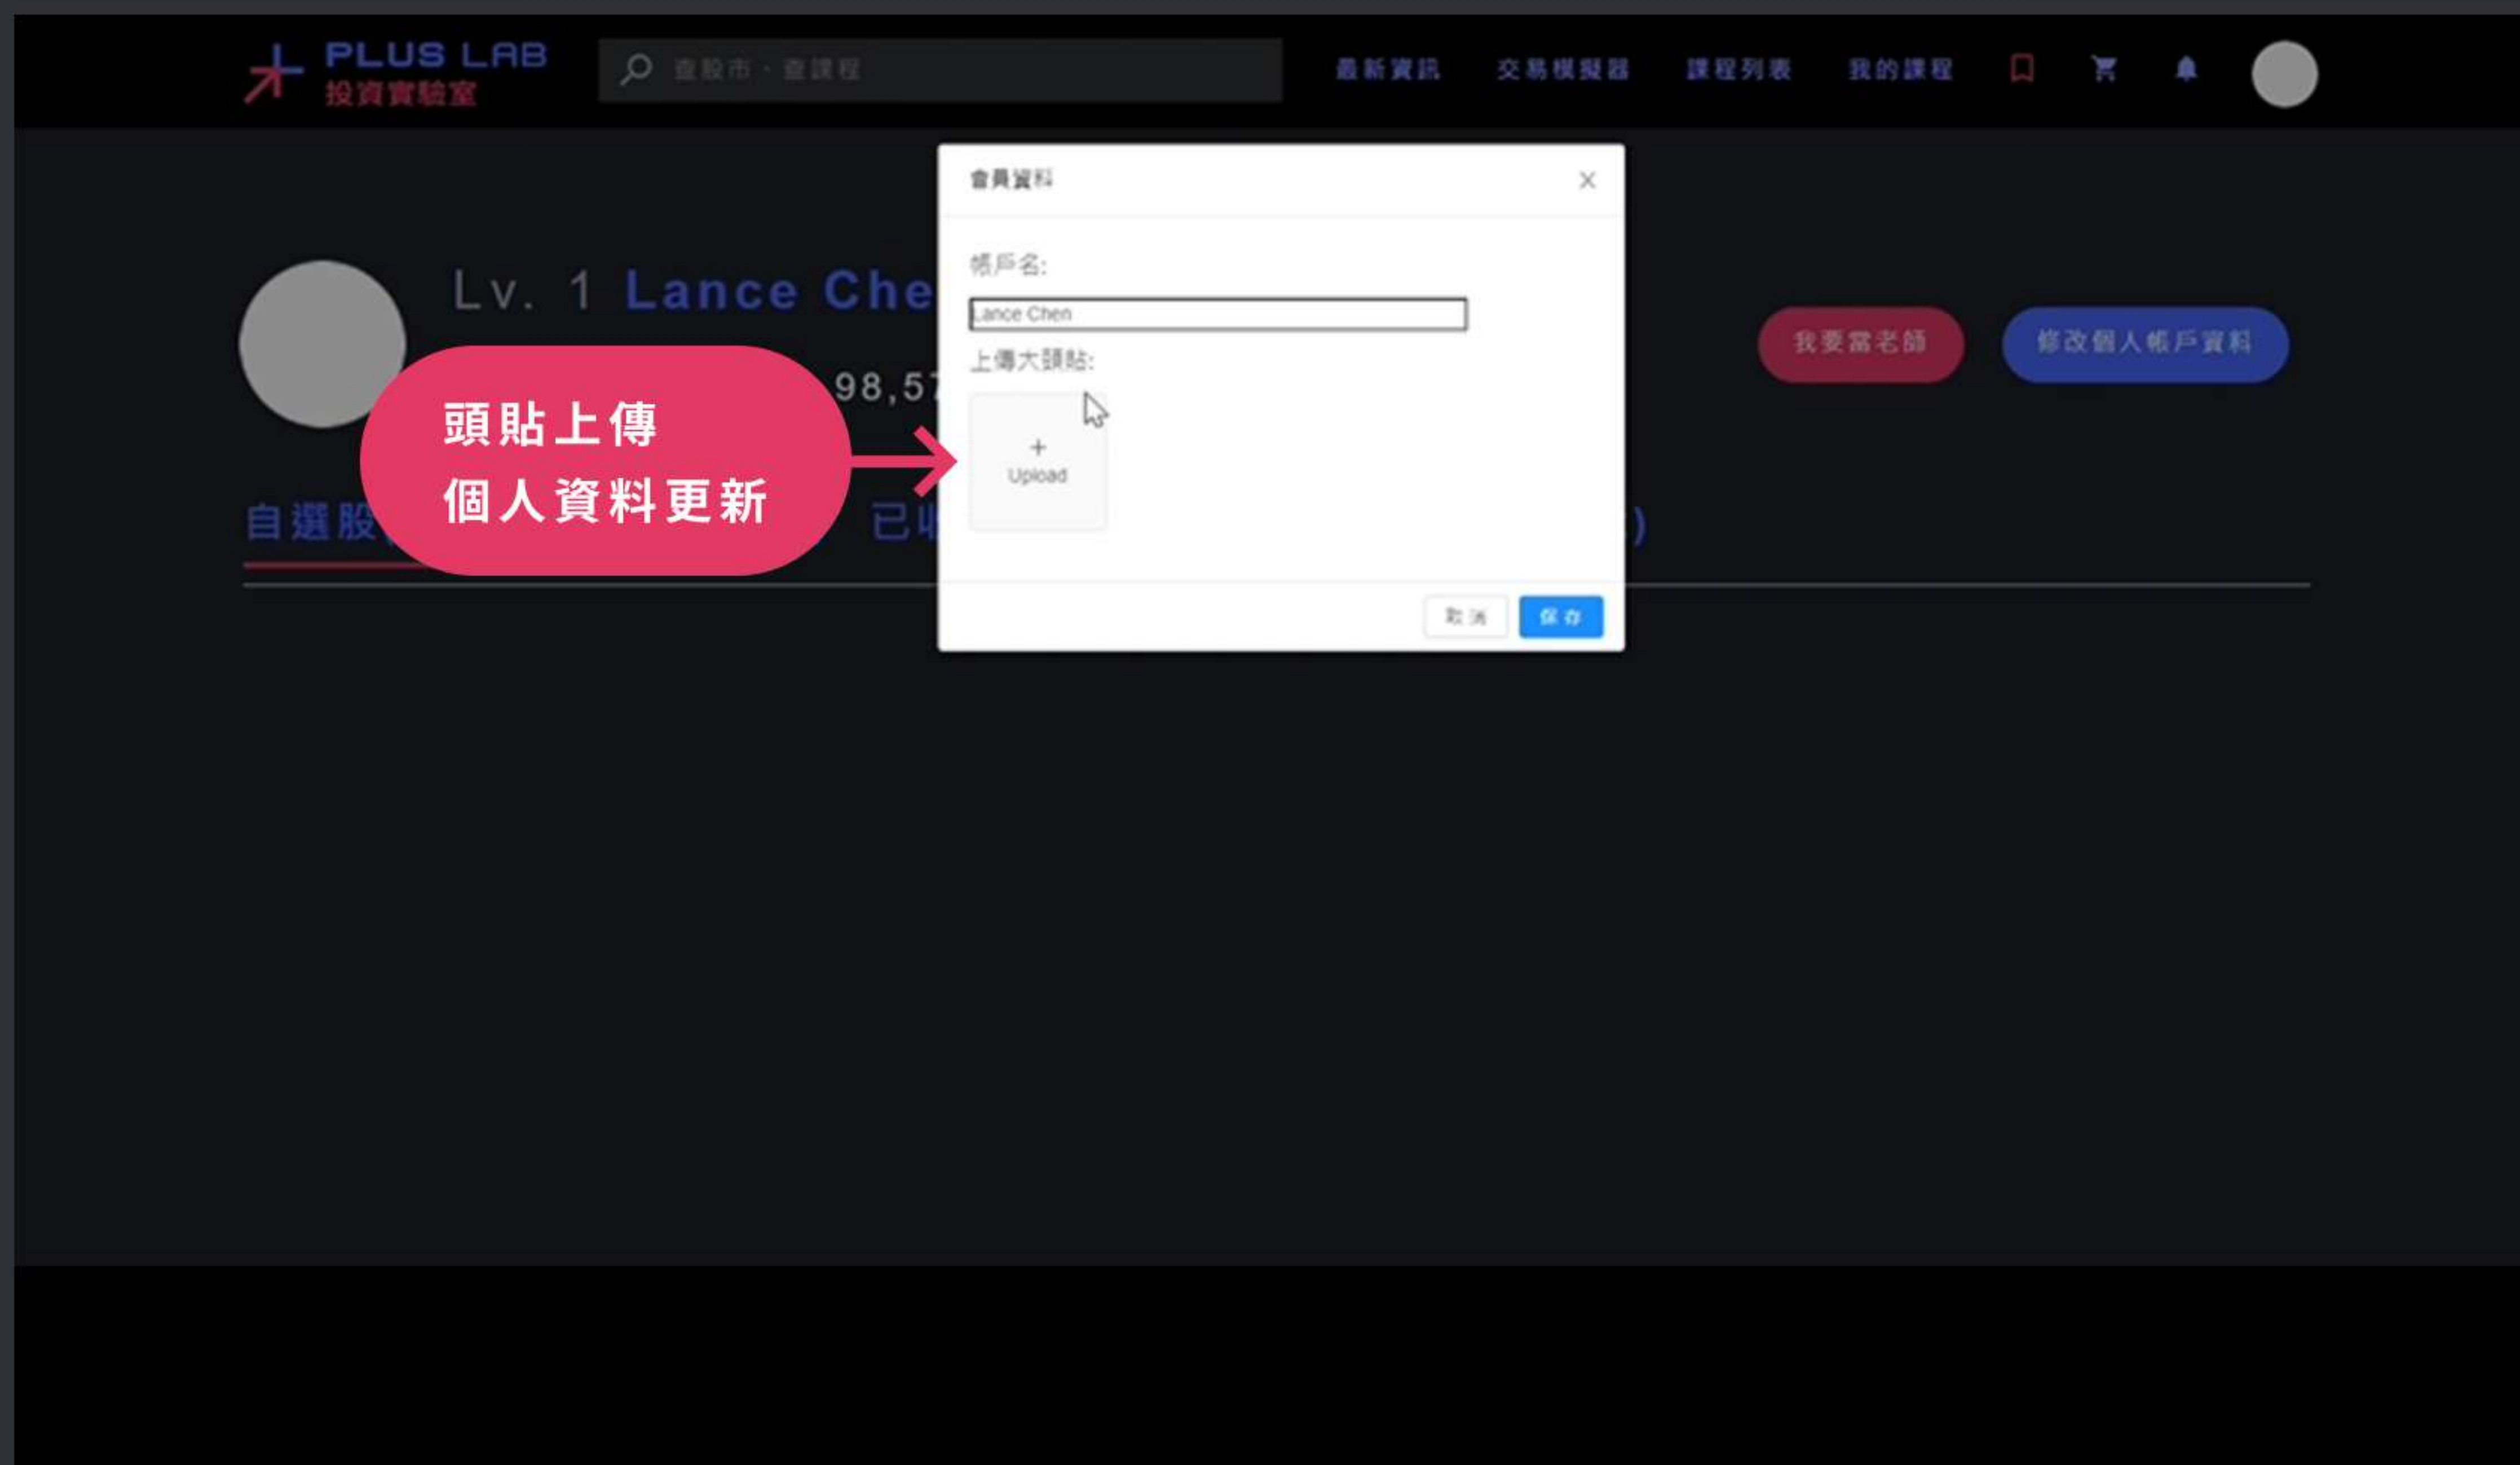 PLUS LAB
投資實驗室
查股市、查課程
最新資訊
交易模擬器
課程列表
我的課程
會員資料
帳戶名:
Lance Chen
上傳大頭貼:
+
Upload
取消
保存
Lv. 1 Lance Che
98,57
我要當老師
修改個人帳戶資料
頭貼上傳
個人資料更新
自選股
已收
)